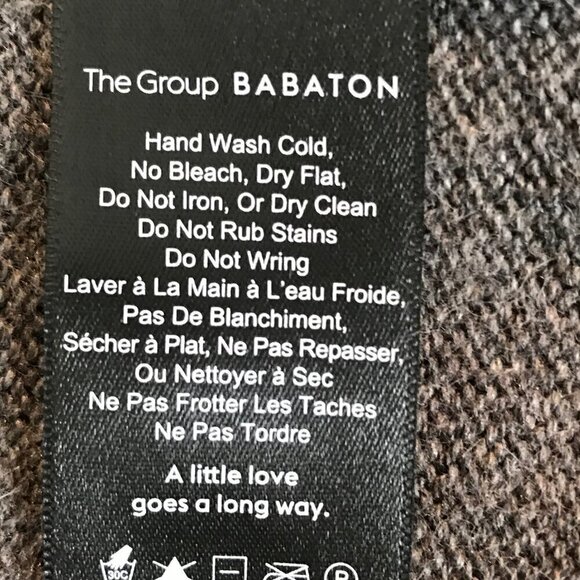 The Group BABATON
Hand Wash Cold,
No Bleach, Dry Flat,
Do Not Iron, Or Dry Clean
Do Not Rub Stains
Do Not Wring
Laver à La Main à L'eau Froide,
Pas De Blanchiment,
Sécher à Plat, Ne Pas Repasser,
Ou Nettoyer à Sec
Ne Pas Frotter Les Taches
Ne Pas Tordre
A little love
goes a long way.
30C P